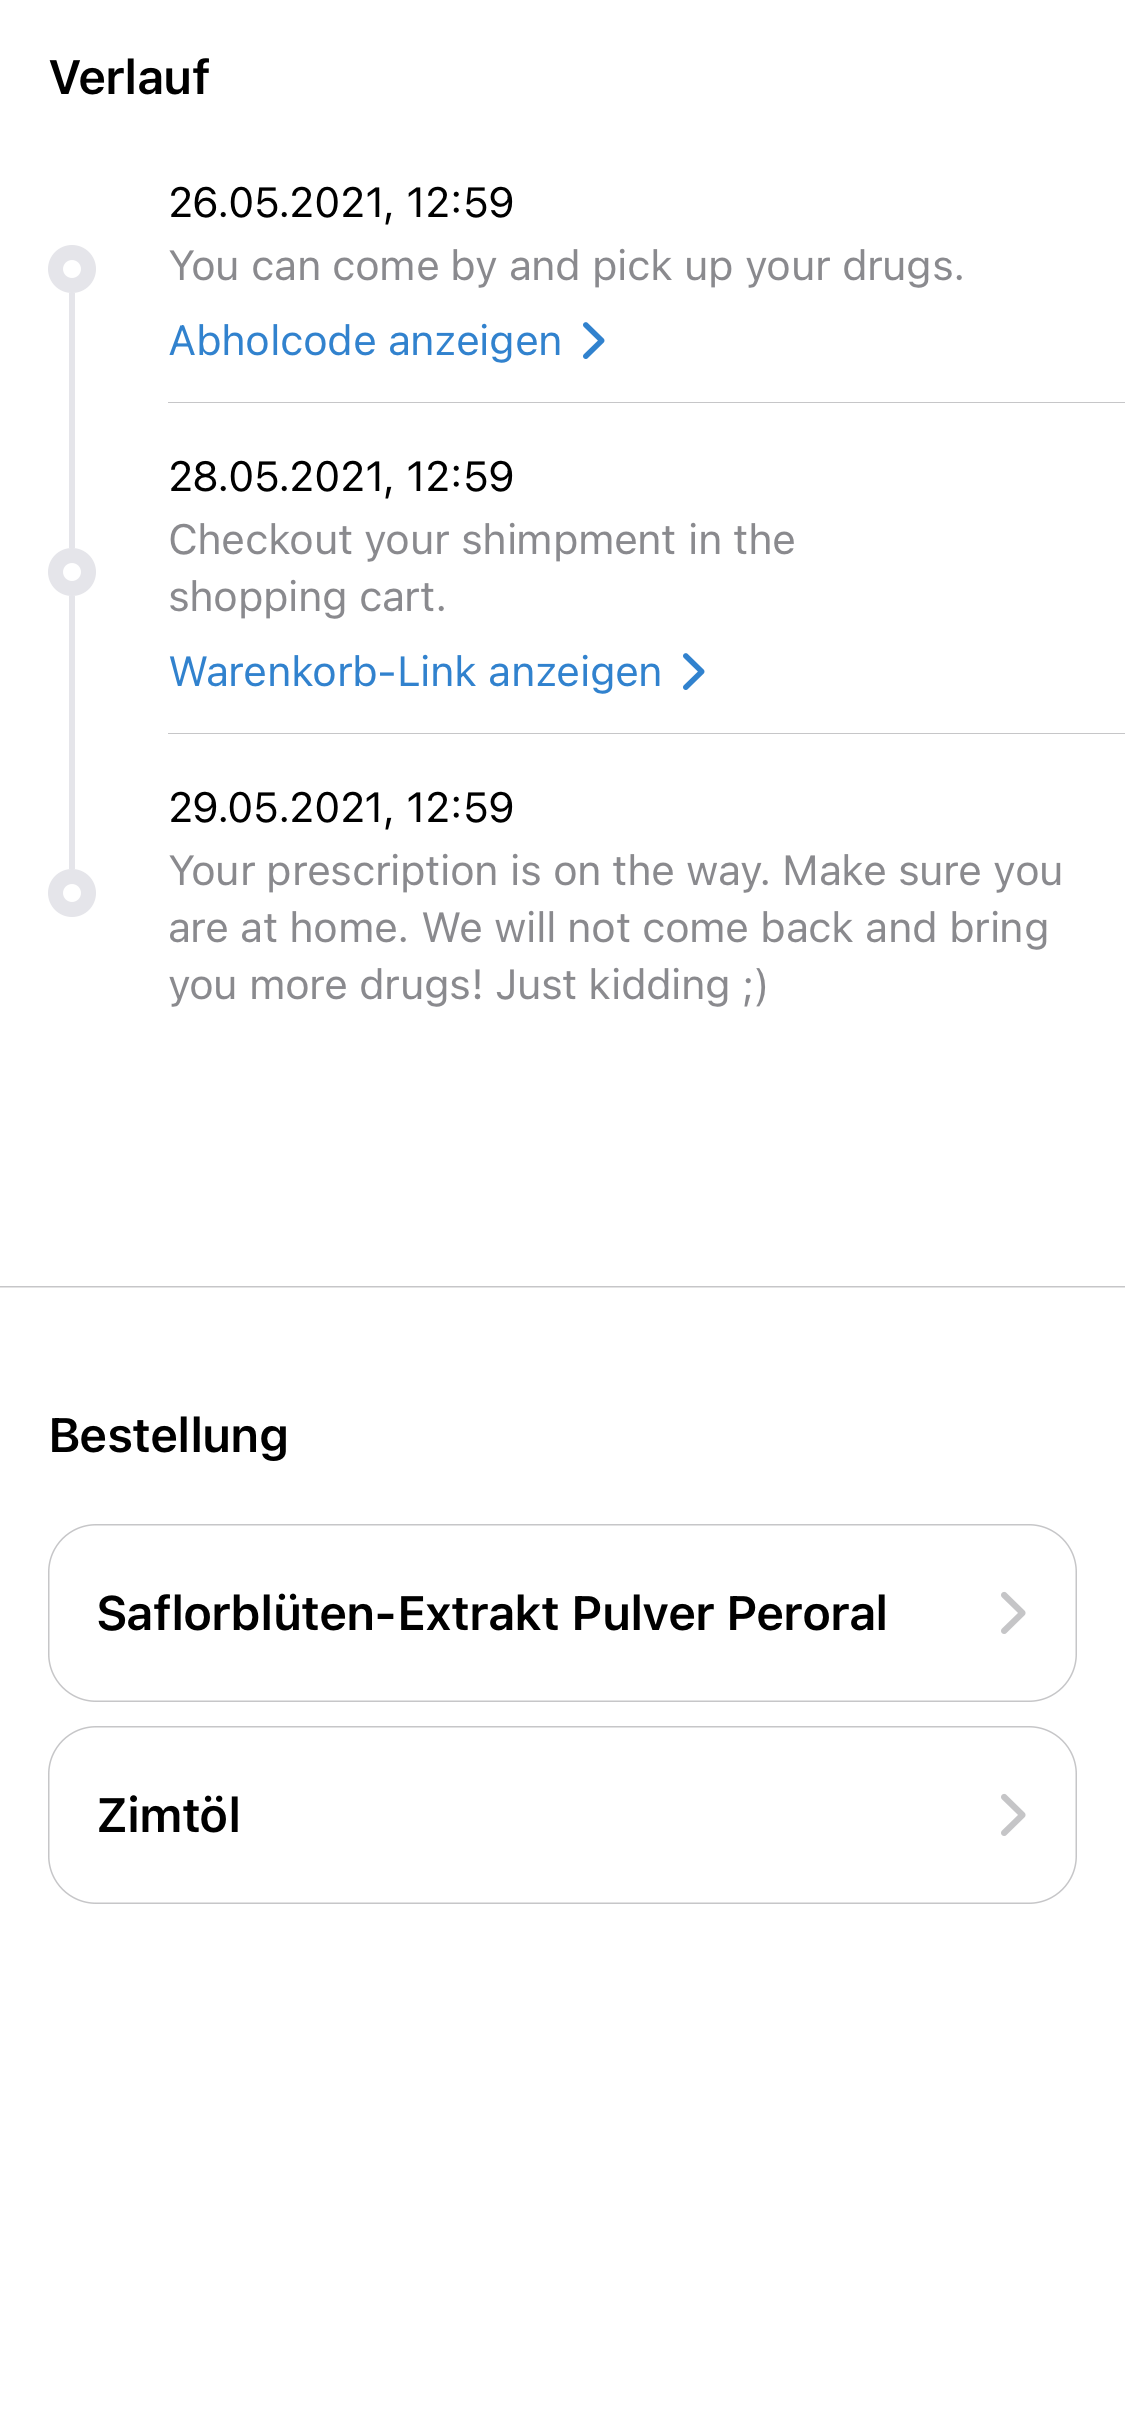 Verlauf
26.05.2021, 12:59
You can come by and pick up your drugs.
Abholcode anzeigen
28.05.2021, 12:59
Checkout your shimpment in the
shopping cart.
Warenkorb-Link anzeigen
29.05.2021, 12:59
Your prescription is on the way. Make sure you
are at home. We will not come back and bring
you more drugs! Just kidding ;)
Bestellung
Saflorblüten-Extrakt Pulver Peroral
Zimtöl